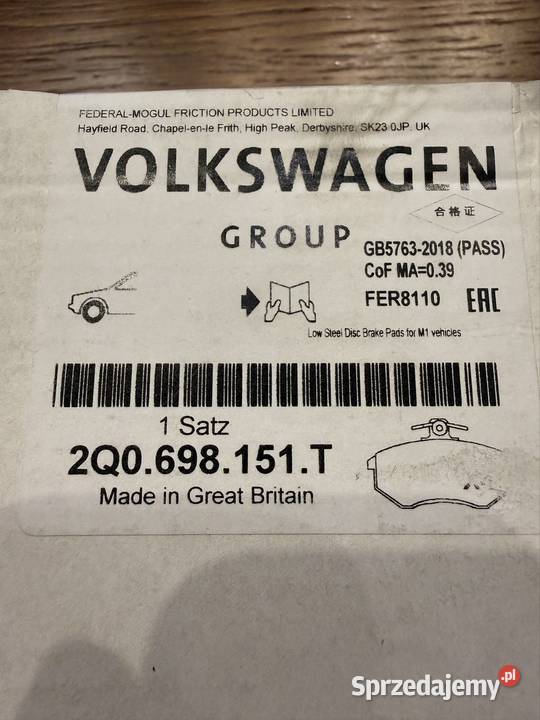 FEDERAL-MOGUL FRICTION PRODUCTS LIMITED
Hayfield Road, Chapel-en-le Frith, High Peak, Derbyshire, SK23 0JP, UK
VOLKSWAGEN
合格证
GROUP
GB5763-2018 (PASS)
CoF MA=0.39
FER8110 EAC
Low Steel Disc Brake Pads for M1 vehicles
1 Satz
2Q0.698.151.T
Made in Great Britain
Sprzedajemy.pl